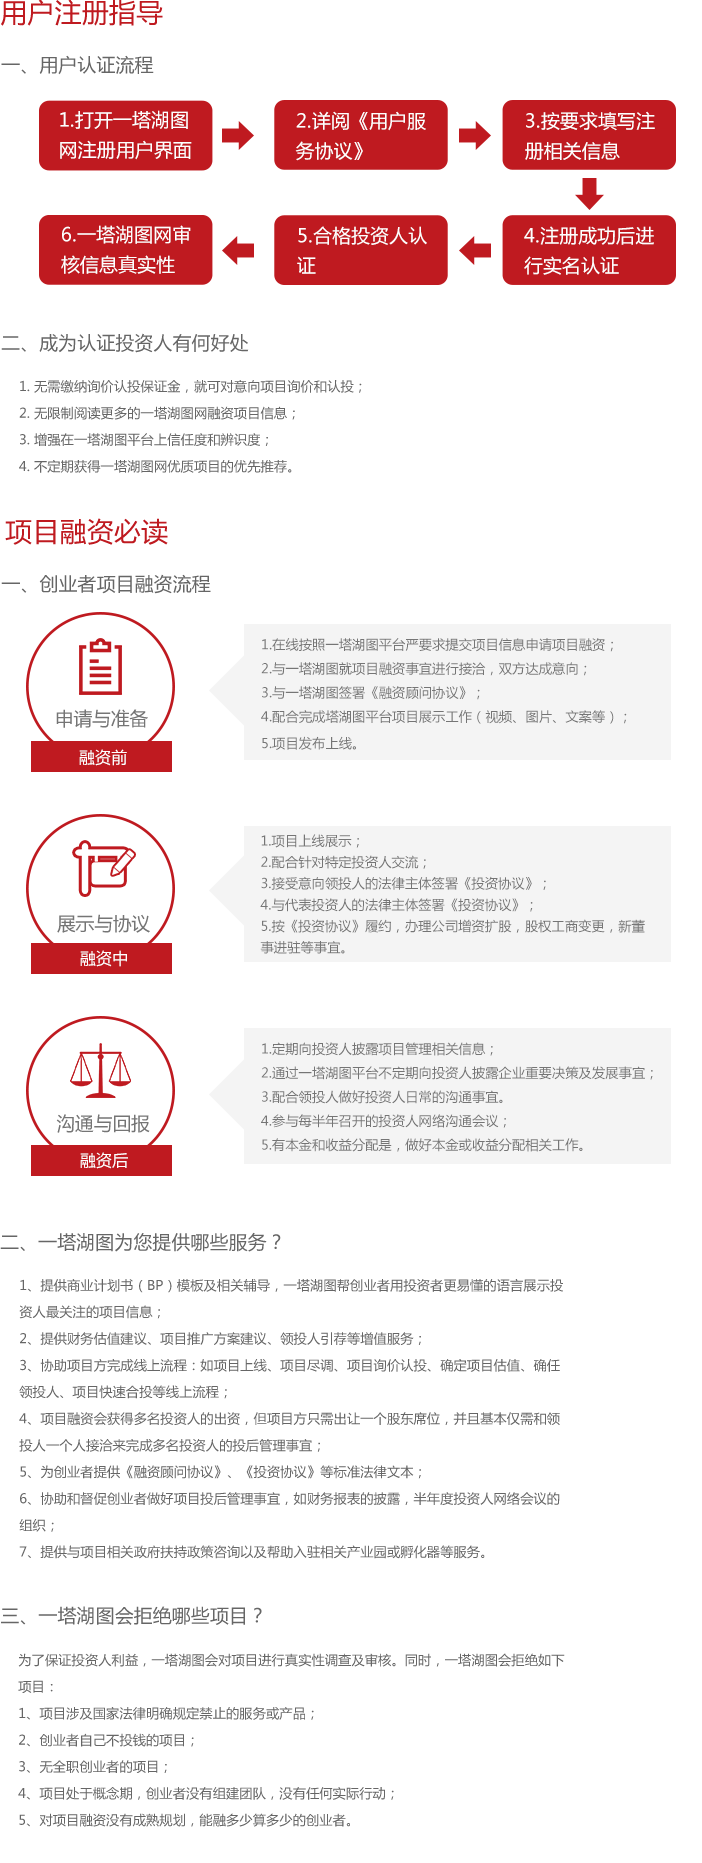 用户注册指导
一、用户认证流程
1.打开一塔湖图
网注册用户界面
2.详阅《用户服
务协议》
3.按要求填写注
册相关信息
4.注册成功后进
行实名认证
5.合格投资人认
证
6.一塔湖图网审
核信息真实性
二、成为认证投资人有何好处
1. 无需缴纳询价认投保证金，就可对意向项目询价和认投；
2. 无限制阅读更多的一塔湖图网融资项目信息；
3. 增强在一塔湖图平台上信任度和辨识度；
4. 不定期获得一塔湖图网优质项目的优先推荐。
项目融资必读
一、创业者项目融资流程
申请与准备
融资前
1.在线按照一塔湖图平台严要求提交项目信息申请项目融资；
2.与一塔湖图就项目融资事宜进行接洽，双方达成意向；
3.与一塔湖图签署《融资顾问协议》；
4.配合完成塔湖图平台项目展示工作（视频、图片、文案等）；
5.项目发布上线。
展示与协议
融资中
1.项目上线展示；
2.配合针对特定投资人交流；
3.接受意向领投人的法律主体签署《投资协议》；
4.与代表投资人的法律主体签署《投资协议》；
5.按《投资协议》履约，办理公司增资扩股，股权工商变更，新董
事进驻等事宜。
沟通与回报
融资后
1.定期向投资人披露项目管理相关信息；
2.通过一塔湖图平台不定期向投资人披露企业重要决策及发展事宜；
3.配合领投人做好投资人日常的沟通事宜。
4.参与每半年召开的投资人网络沟通会议；
5.有本金和收益分配是，做好本金或收益分配相关工作。
二、一塔湖图为您提供哪些服务？
1、提供商业计划书（BP）模板及相关辅导，一塔湖图帮创业者用投资者更易懂的语言展示投
资人最关注的项目信息；
2、提供财务估值建议、项目推广方案建议、领投人引荐等增值服务；
3、协助项目方完成线上流程：如项目上线、项目尽调、项目询价认投、确定项目估值、确任
领投人、项目快速合投等线上流程；
4、项目融资会获得多名投资人的出资，但项目方只需出让一个股东席位，并且基本仅需和领
投人一个人接洽来完成多名投资人的投后管理事宜；
5、为创业者提供《融资顾问协议》、《投资协议》等标准法律文本；
6、协助和督促创业者做好项目投后管理事宜，如财务报表的披露，半年度投资人网络会议的
组织；
7、提供与项目相关政府扶持政策咨询以及帮助入驻相关产业园或孵化器等服务。
三、一塔湖图会拒绝哪些项目？
为了保证投资人利益，一塔湖图会对项目进行真实性调查及审核。同时，一塔湖图会拒绝如下
项目：
1、项目涉及国家法律明确规定禁止的服务或产品；
2、创业者自己不投钱的项目；
3、无全职创业者的项目；
4、项目处于概念期，创业者没有组建团队，没有任何实际行动；
5、对项目融资没有成熟规划，能融多少算多少的创业者。